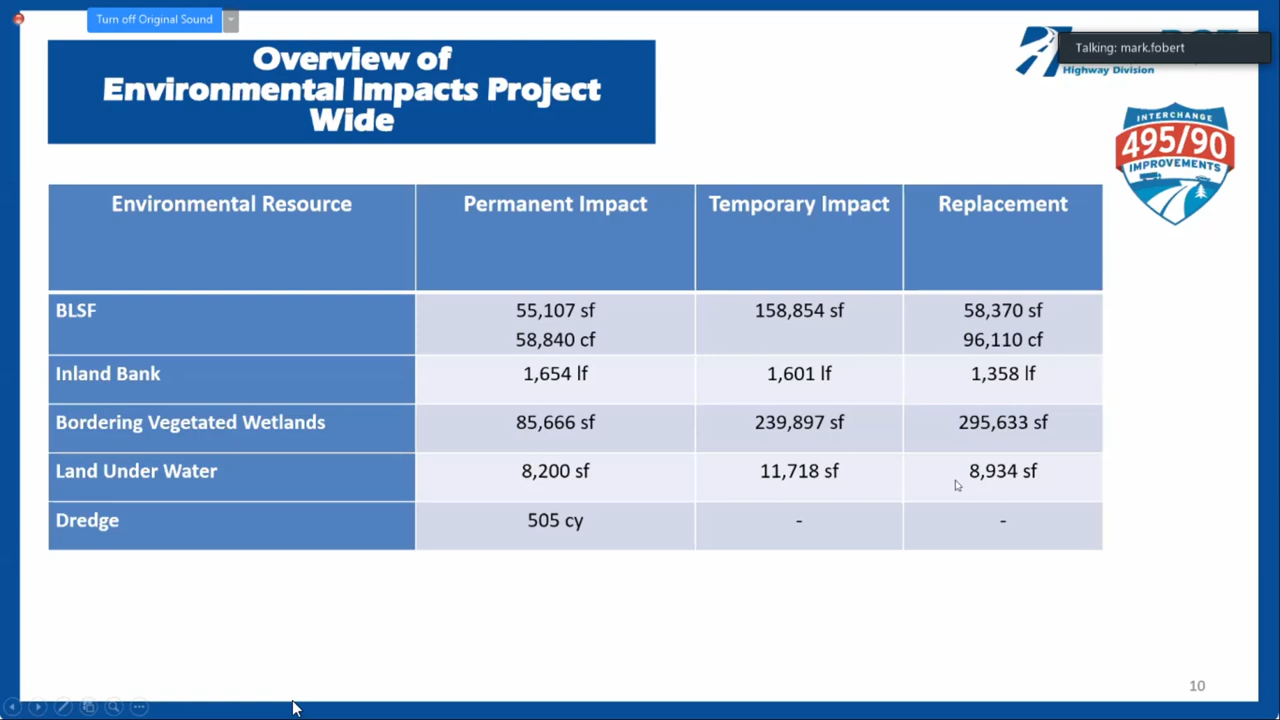 Turn off Original Sound
Overview of
Environmental Impacts Project
Wide
Talking: mark.fobert
Highway Division
INTERCHANGE
495/90
IMPROVEMENTS
Environmental Resource Permanent Impact Temporary Impact Replacement
BLSF 55,107 sf 158,854 sf 58,370 sf
58,840 cf 96,110 cf
Inland Bank 1,654 lf 1,601 lf 1,358 lf
Bordering Vegetated Wetlands 85,666 sf 239,897 sf 295,633 sf
Land Under Water 8,200 sf 11,718 sf 8,934 sf
Dredge 505 cy - -
10